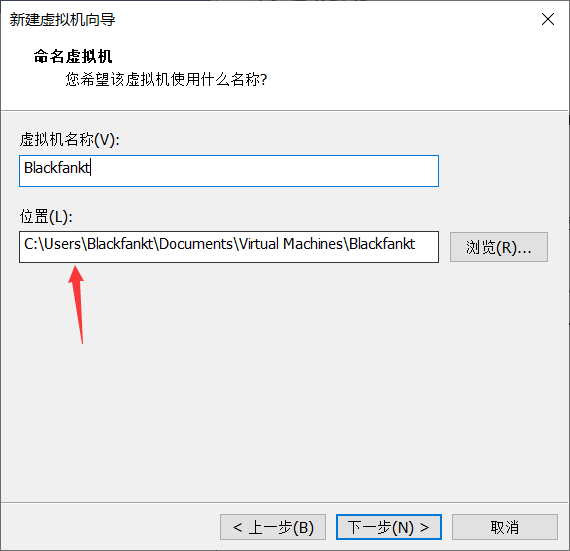 新建虚拟机向导
命名虚拟机
您希望该虚拟机使用什么名称?
虚拟机名称(V):
Blackfankt
位置(L):
C:\Users\Blackfankt\Documents\Virtual Machines\Blackfankt
浏览(R)...
< 上一步(B)
下一步(N) >
取消